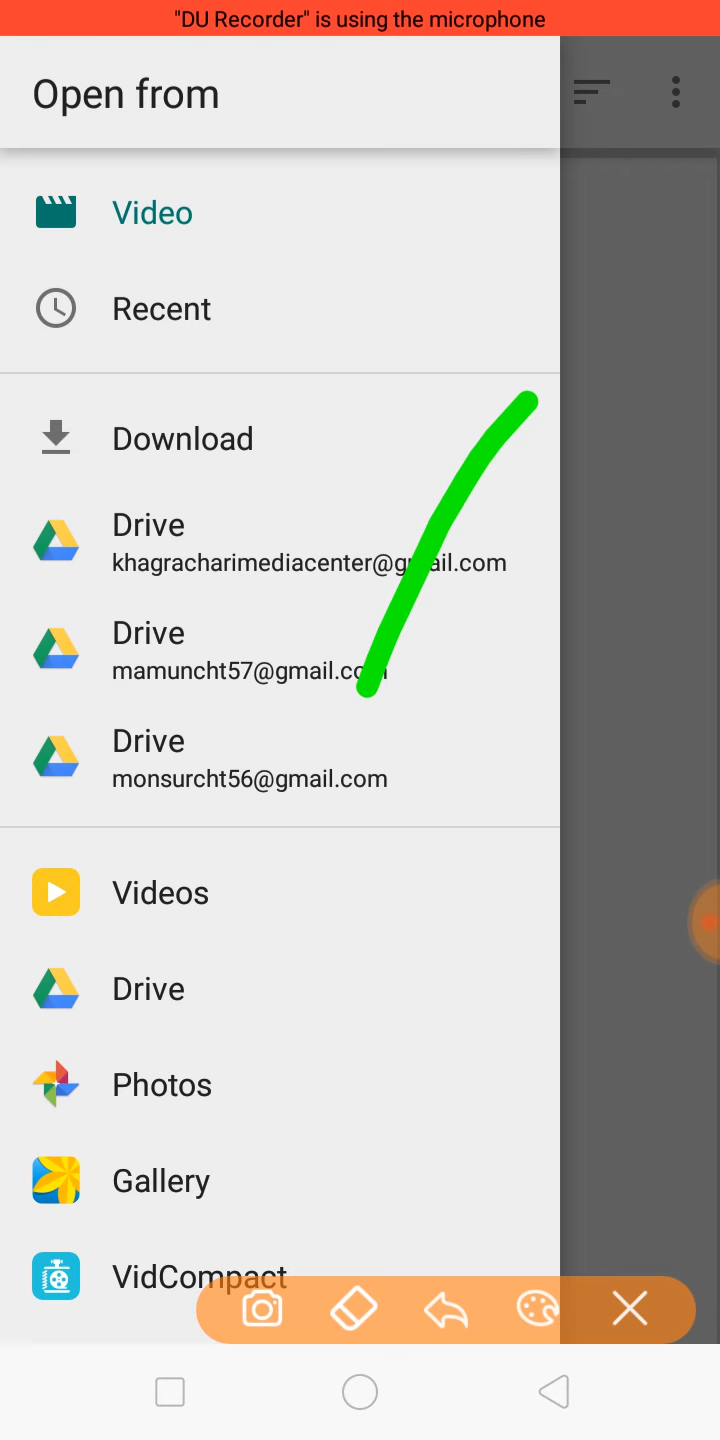 "DU Recorder" is using the microphone
Open from
Video
Recent
Download
Drive
khagracharimediacenter@gmail.com
Drive
mamuncht57@gmail.com
Drive
monsurcht56@gmail.com
Videos
Drive
Photos
Gallery
VidCompact